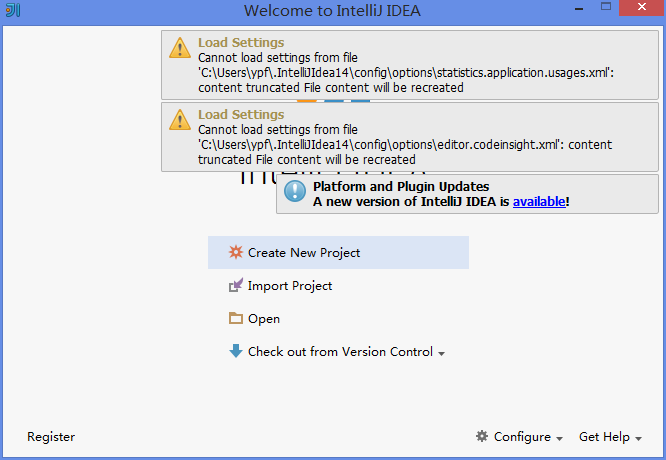 Welcome to IntelliJ IDEA
Load Settings
Cannot load settings from file
'C:\Users\ypf\.IntelliJIdea14\config\options\statistics.application.usages.xml':
content truncated File content will be recreated
Load Settings
Cannot load settings from file
'C:\Users\ypf\.IntelliJIdea14\config\options\editor.codeinsight.xml': content
truncated File content will be recreated
Platform and Plugin Updates
A new version of IntelliJ IDEA is available!
Create New Project
Import Project
Open
Check out from Version Control
Register
Configure
Get Help